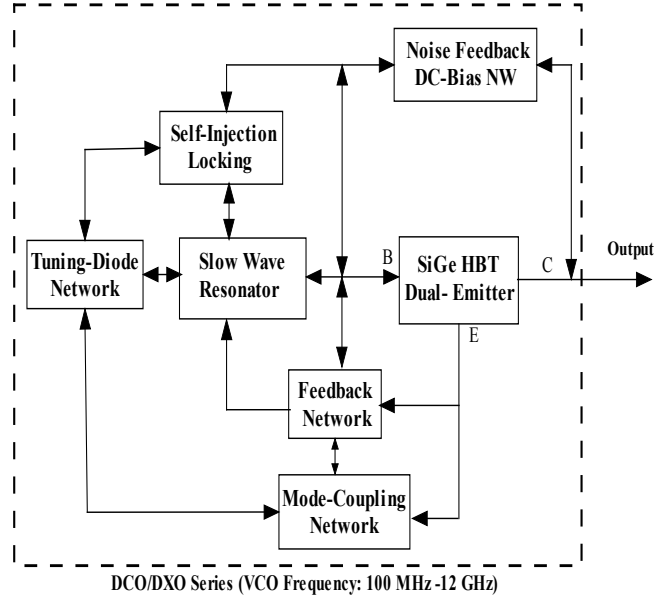 Noise Feedback
DC-Bias NW
Self-Injection
Locking
Tuning-Diode
Network
Slow Wave
Resonator
B
SiGe HBT
Dual- Emitter
C
Output
E
Feedback
Network
Mode-Coupling
Network
DCO/DXO Series (VCO Frequency: 100 MHz -12 GHz)